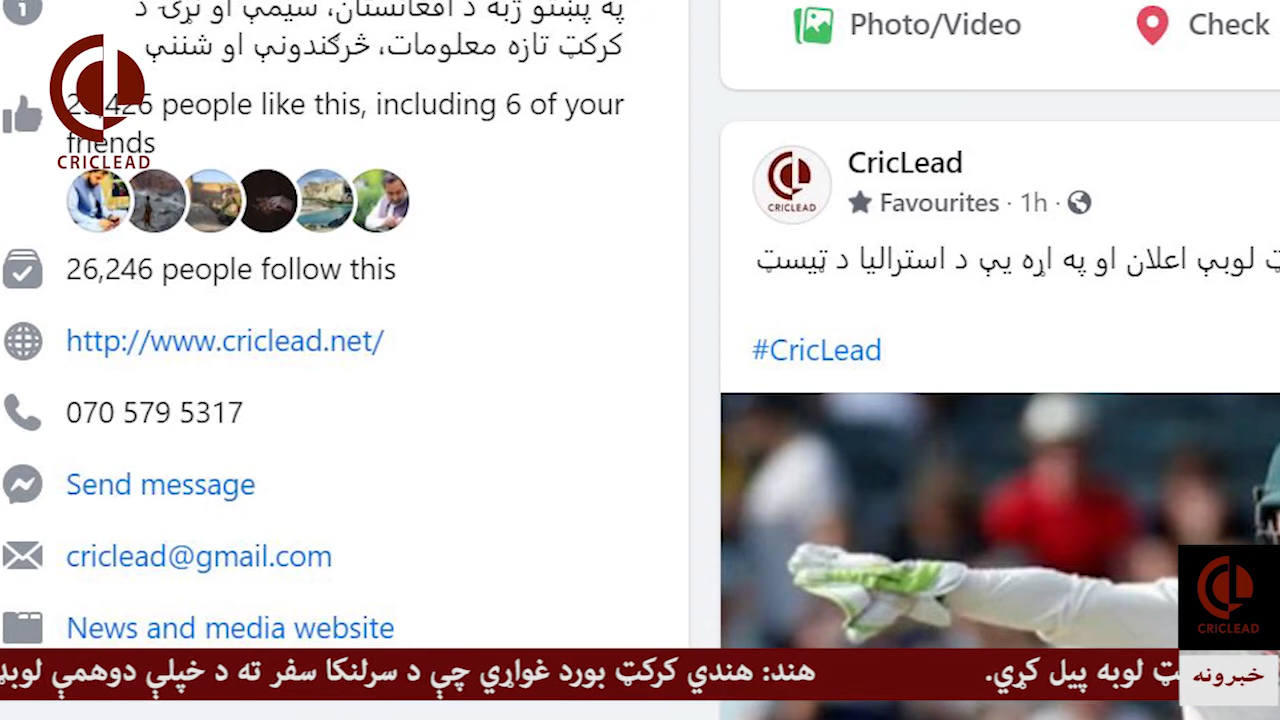 په پښتو ژبه د افغانستان، سیمې او نړۍ د
کرکټ تازه معلومات، څرګندونې او شننې
people like this, including 6 of your
friends
CRICLEAD
26,246 people follow this
http://www.criclead.net/
070 579 5317
Send message
criclead@gmail.com
News and media website
Photo/Video
Check
CricLead
CRICLEAD
Favourites · 1h ·
لوبې اعلان او په اړه یې د استرالیا د ټیسټ
#CricLead
CRICLEAD
لوبه پیل کړي.
هند: هندي کرکټ بورد غواړي چې د سرلنکا سفر ته د خپلې دوهمې
خبرونه